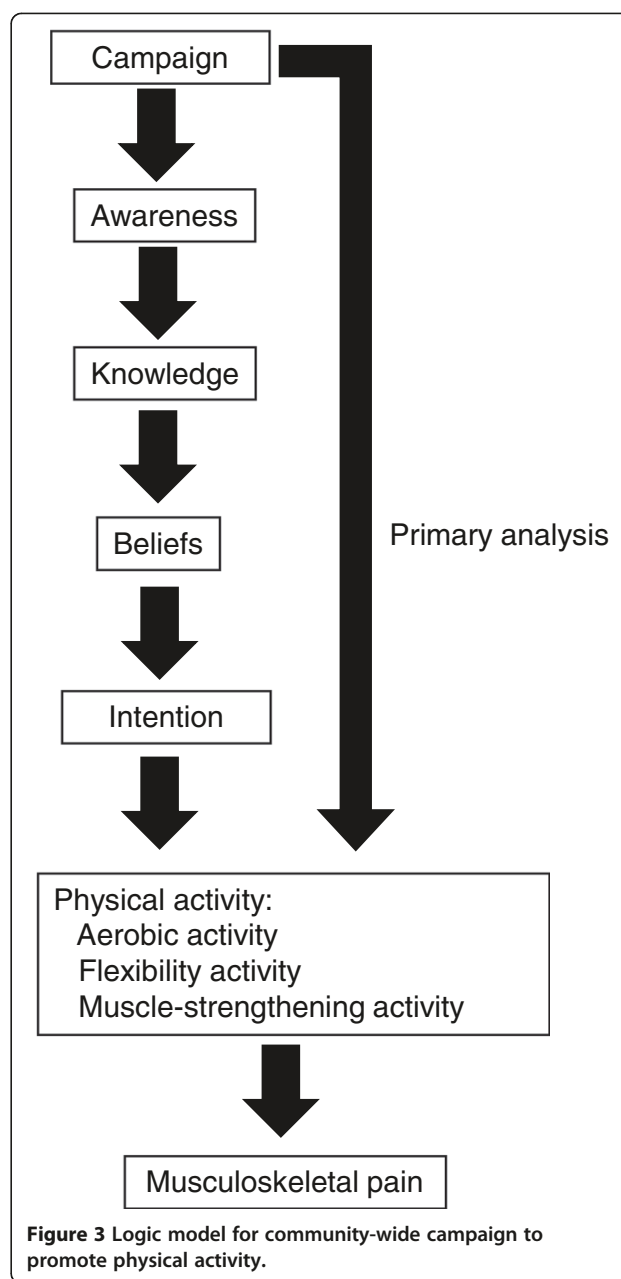 Campaign
Awareness
Knowledge
Beliefs
Primary analysis
Intention
Physical activity:
Aerobic activity
Flexibility activity
Muscle-strengthening activity
Musculoskeletal pain
Figure 3 Logic model for community-wide campaign to
promote physical activity.